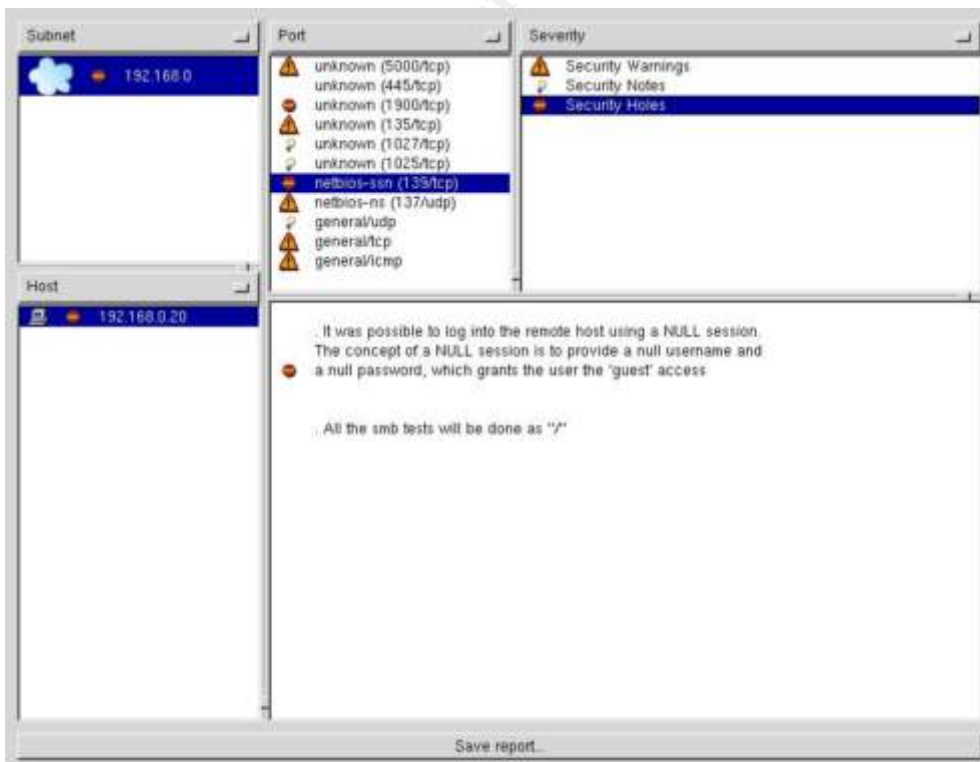 Subnet
192.168.0
Port
unknown (5000/tcp)
unknown (445/tcp)
unknown (1900/tcp)
unknown (135/tcp)
unknown (1027/tcp)
unknown (1025/tcp)
netbios-ssn (139/tcp)
netbios-ns (137/udp)
general/udp
general/tcp
general/icmp
Severity
Security Warnings
Security Notes
Security Holes
Host
192.168.0.20
. It was possible to log into the remote host using a NULL session.
The concept of a NULL session is to provide a null username and
a null password, which grants the user the 'guest' access
. All the smb tests will be done as ''/''
Save report...